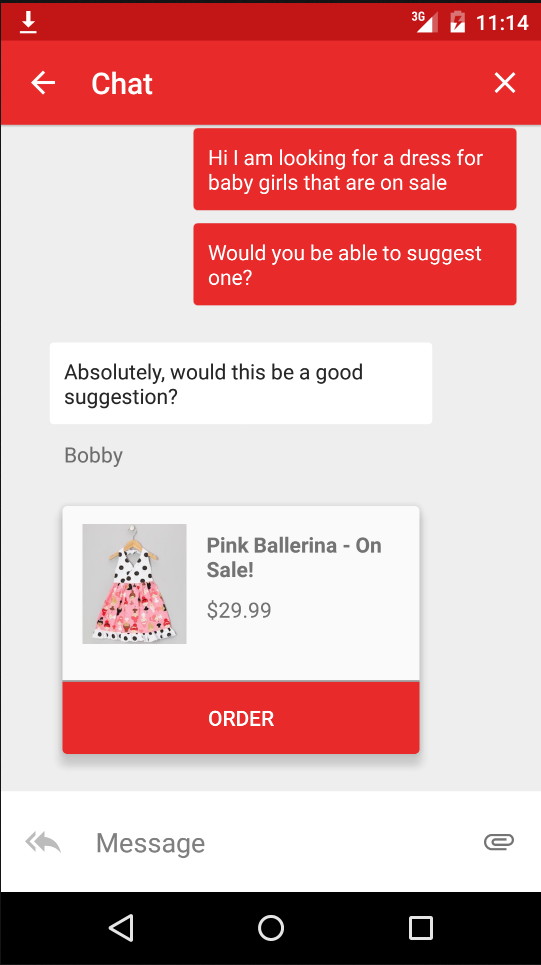 3G
11:14
Chat
Hi I am looking for a dress for
baby girls that are on sale
Would you be able to suggest
one?
Absolutely, would this be a good
suggestion?
Bobby
Pink Ballerina - On
Sale!
$29.99
ORDER
Message